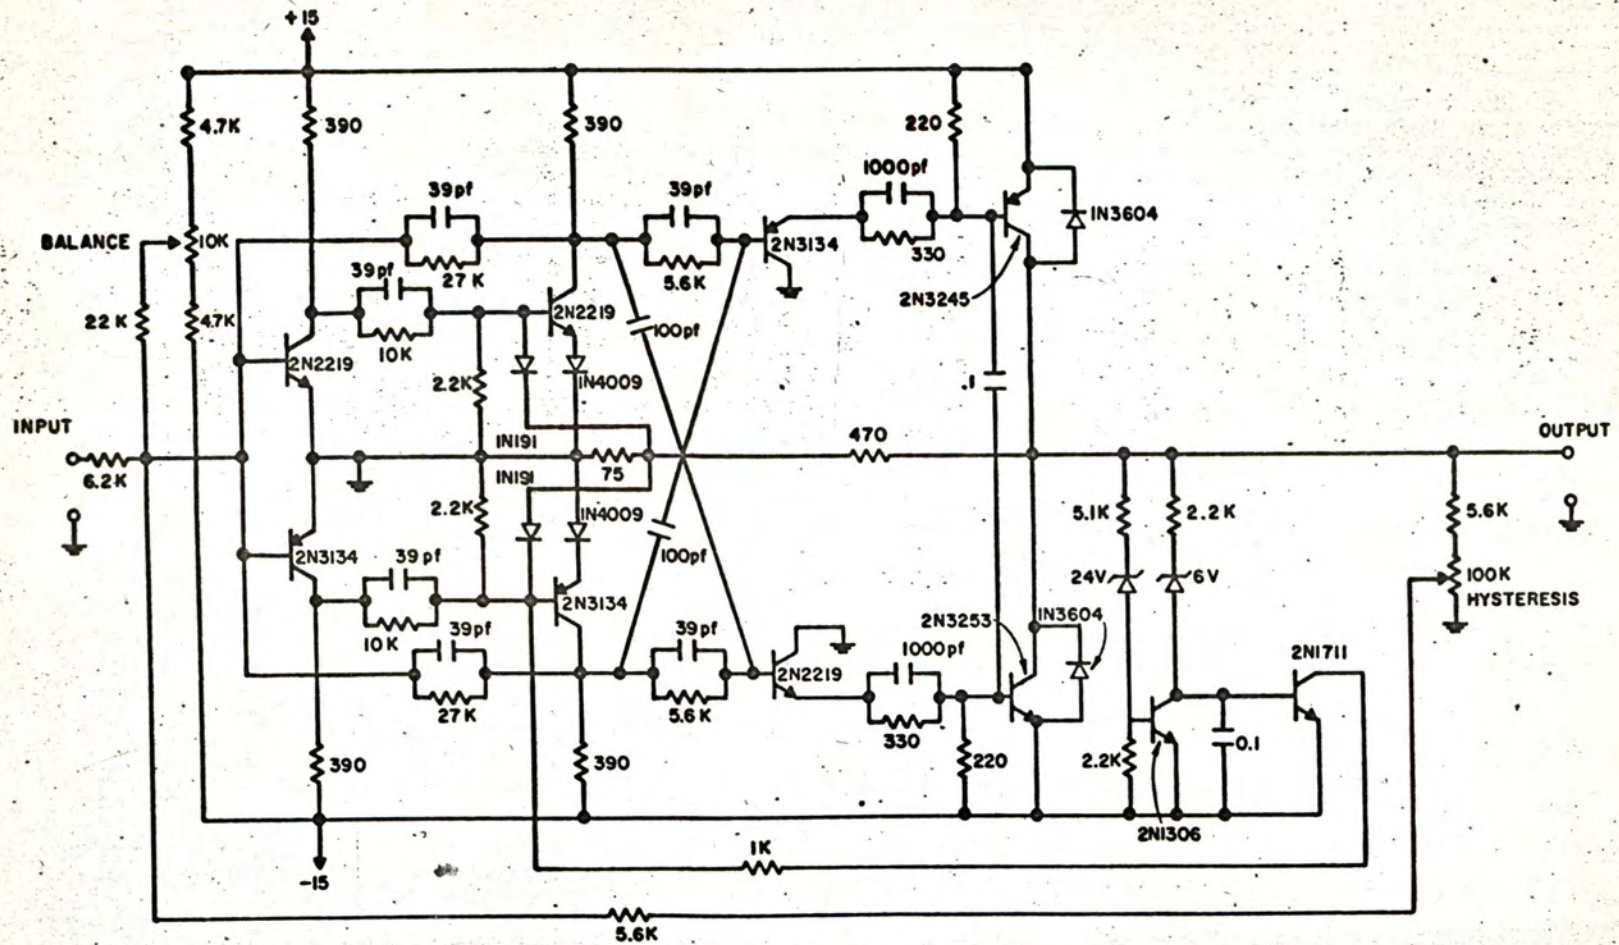 +15
4.7K
390
390
220
1000pf
39pf
39pf
1N3604
BALANCE
10K
2N3134
330
39pf
27K
5.6K
2N3245
22K
4.7K
2N2219
100pf
10K
2N2219
2.2K
1N4009
.1
INPUT
1N191
470
OUTPUT
6.2K
1N191
75
2.2K
1N4009
5.1K
2.2K
5.6K
2N3134
39pf
100pf
24V
6V
100K
HYSTERESIS
2N3134
2N3253
1N3604
10K
39pf
39pf
1000pf
2N1711
2N2219
27K
5.6K
330
0.1
390
390
220
2.2K
2N1306
1K
-15
5.6K